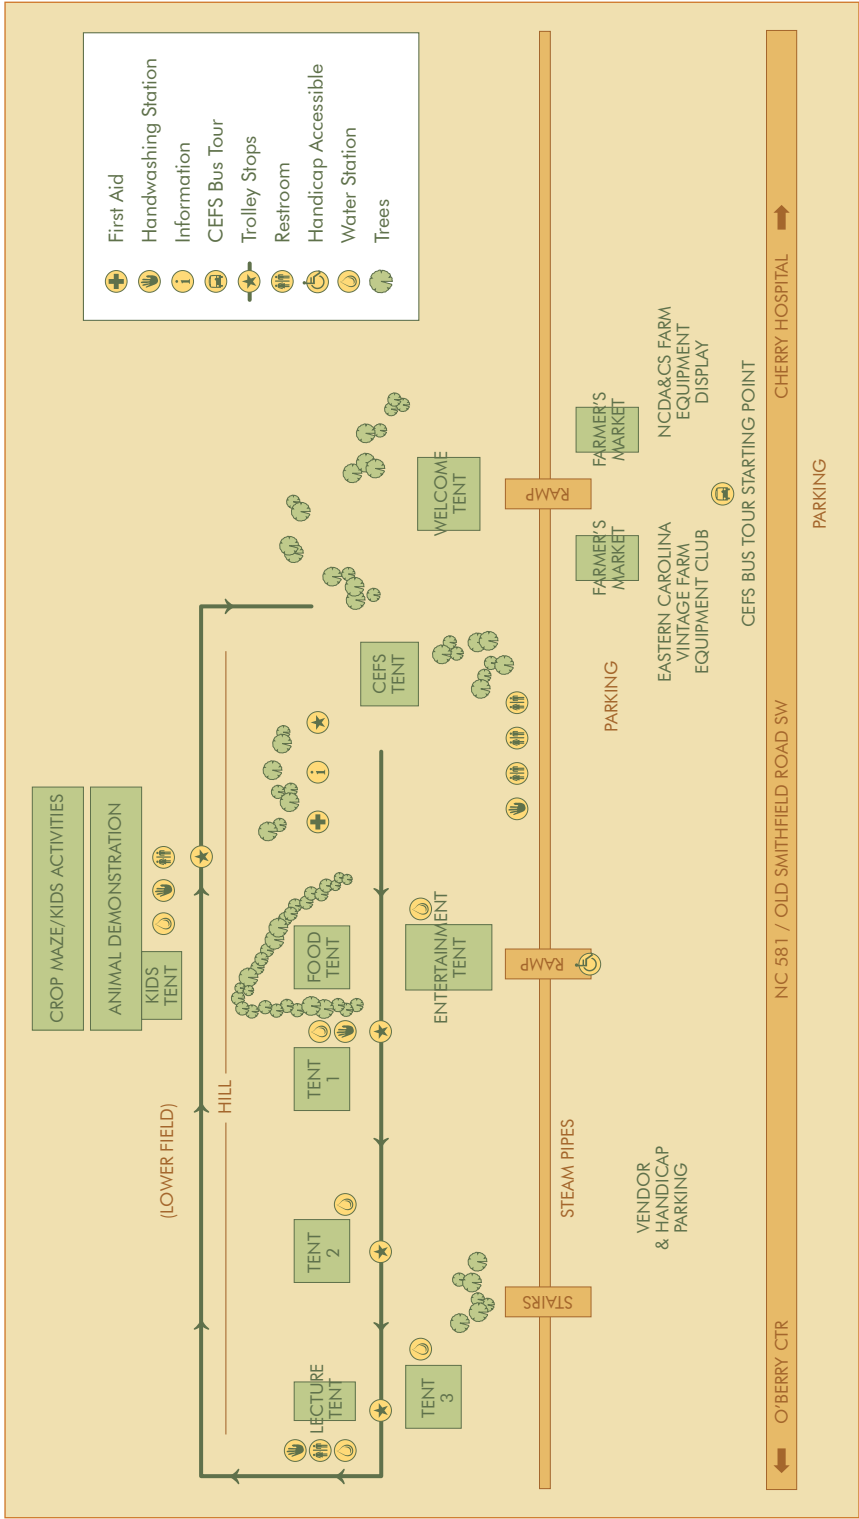 First Aid
Handwashing Station
Information
CEFS Bus Tour
Trolley Stops
Restroom
Handicap Accessible
Water Station
Trees
CROP MAZE/KIDS ACTIVITIES
ANIMAL DEMONSTRATION
KIDS
TENT
(LOWER FIELD)
HILL
LECTURE
TENT
TENT
2
TENT
1
FOOD
TENT
CEFS
TENT
WELCOME
TENT
TENT
3
ENTERTAINMENT
TENT
STAIRS
RAMP
RAMP
STEAM PIPES
PARKING
FARMER'S
MARKET
FARMER'S
MARKET
VENDOR
& HANDICAP
PARKING
EASTERN CAROLINA
VINTAGE FARM
EQUIPMENT CLUB
NCDA&CS FARM
EQUIPMENT
DISPLAY
CEFS BUS TOUR STARTING POINT
O'BERRY CTR
NC 581 / OLD SMITHFIELD ROAD SW
CHERRY HOSPITAL
PARKING